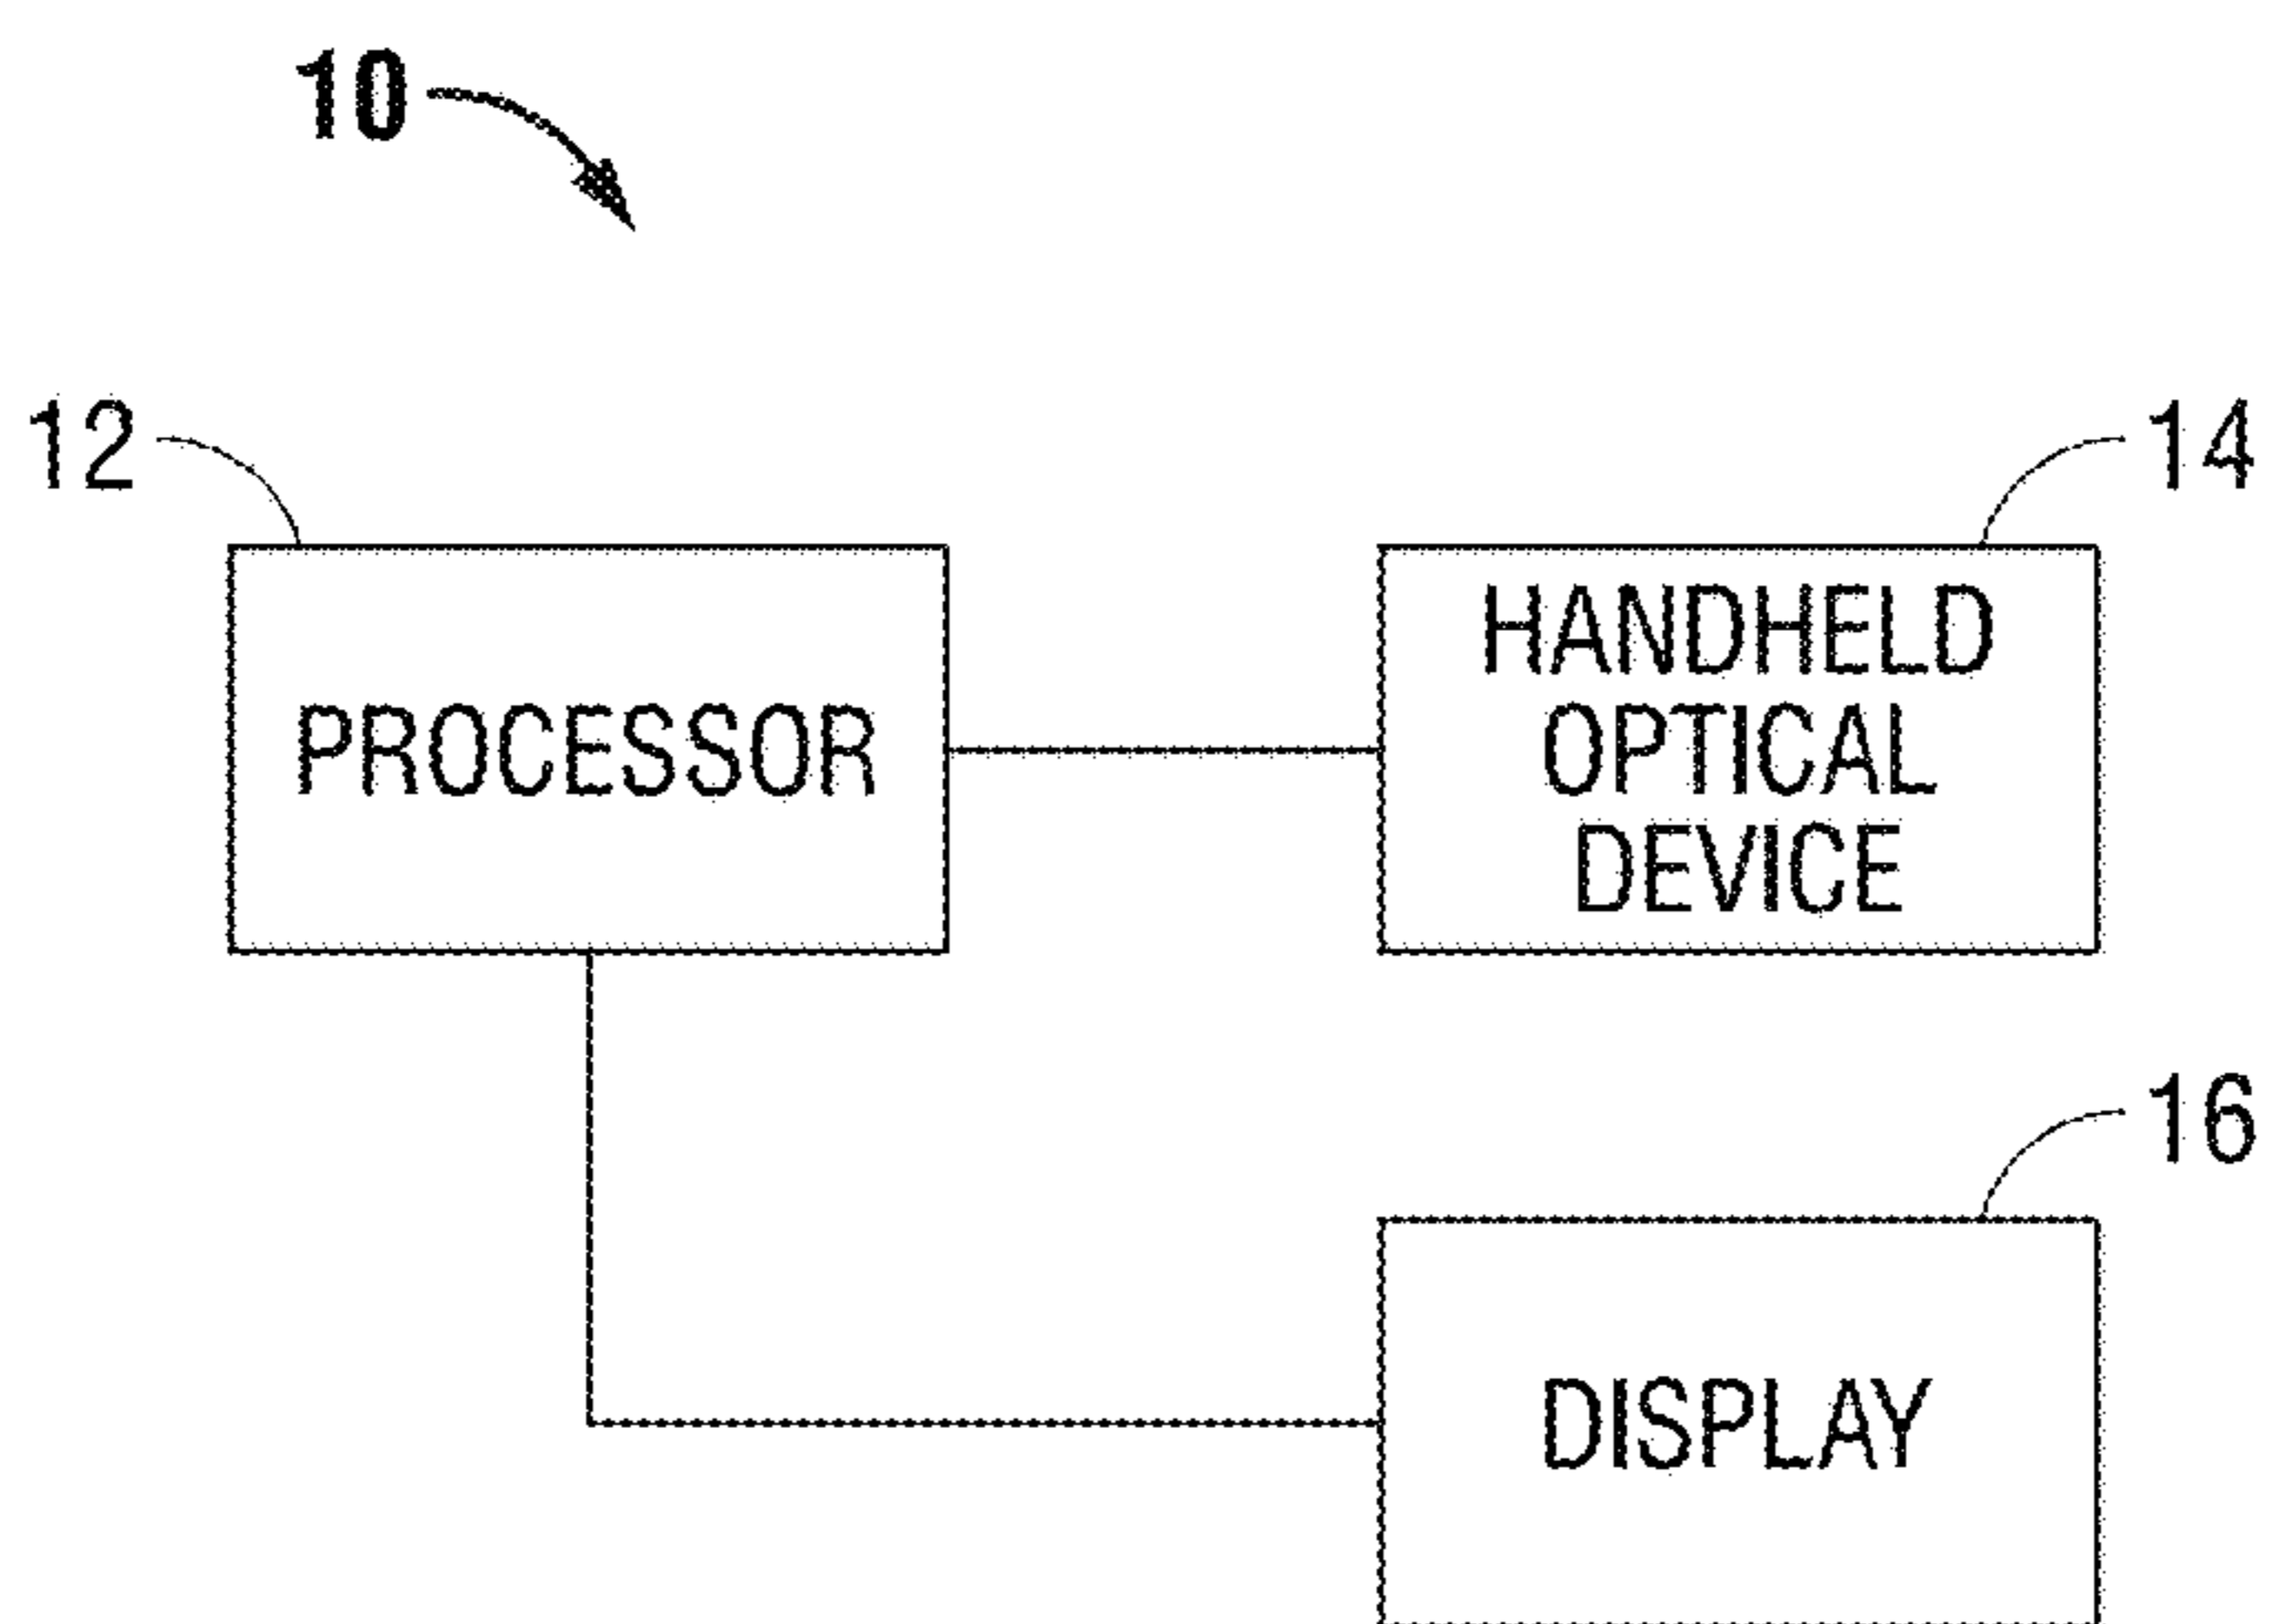 10
12
14
PROCESSOR
HANDHELD
OPTICAL
DEVICE
16
DISPLAY